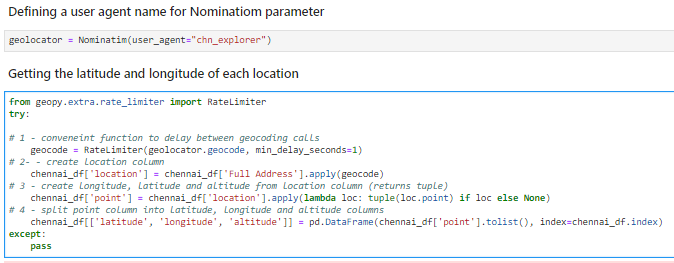 Defining a user agent name for Nominatiom parameter
geolocator = Nominatim(user_agent="chn_explorer")
Getting the latitude and longitude of each location
from geopy.extra.rate_limiter import RateLimiter
try:
# 1 - conveneint function to delay between geocoding calls
geocode = RateLimiter(geolocator.geocode, min_delay_seconds=1)
# 2- - create location column
chennai_df['location'] = chennai_df['Full Address'].apply(geocode)
# 3 - create longitude, latitude and altitude from location column (returns tuple)
chennai_df['point'] = chennai_df['location'].apply(lambda loc: tuple(loc.point) if loc else None)
# 4 - split point column into latitude, longitude and altitude columns
chennai_df[['latitude', 'longitude', 'altitude']] = pd.DataFrame(chennai_df['point'].tolist(), index=chennai_df.index)
except:
pass